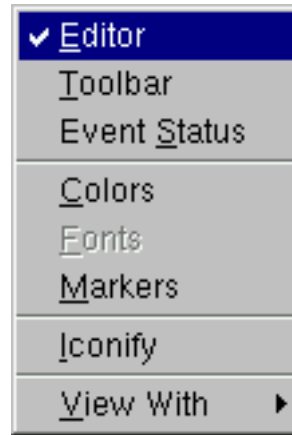 Editor
Toolbar
Event Status
Colors
Fonts
Markers
Iconify
View With